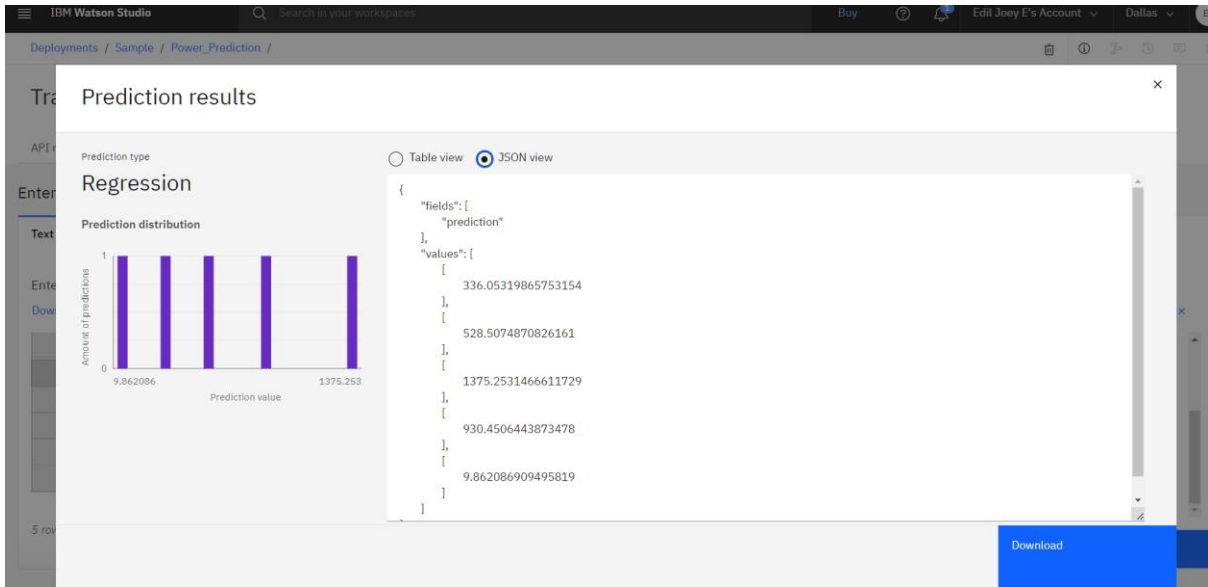 IBM Watson Studio
Search in your workspaces
Buy
Edil Joey E's Account
Dallas
Deployments / Sample / Power_Prediction /
Prediction results
Prediction type
Regression
Prediction distribution
1
Amount of predictions
0
9.862086
1375.253
Prediction value
Table view
JSON view
{
"fields": [
"prediction"
],
"values": [
[
336.05319865753154
],
[
528.5074870826161
],
[
1375.2531466611729
],
[
930.4506443873478
],
[
9.862086909495819
]
]
Text
Download